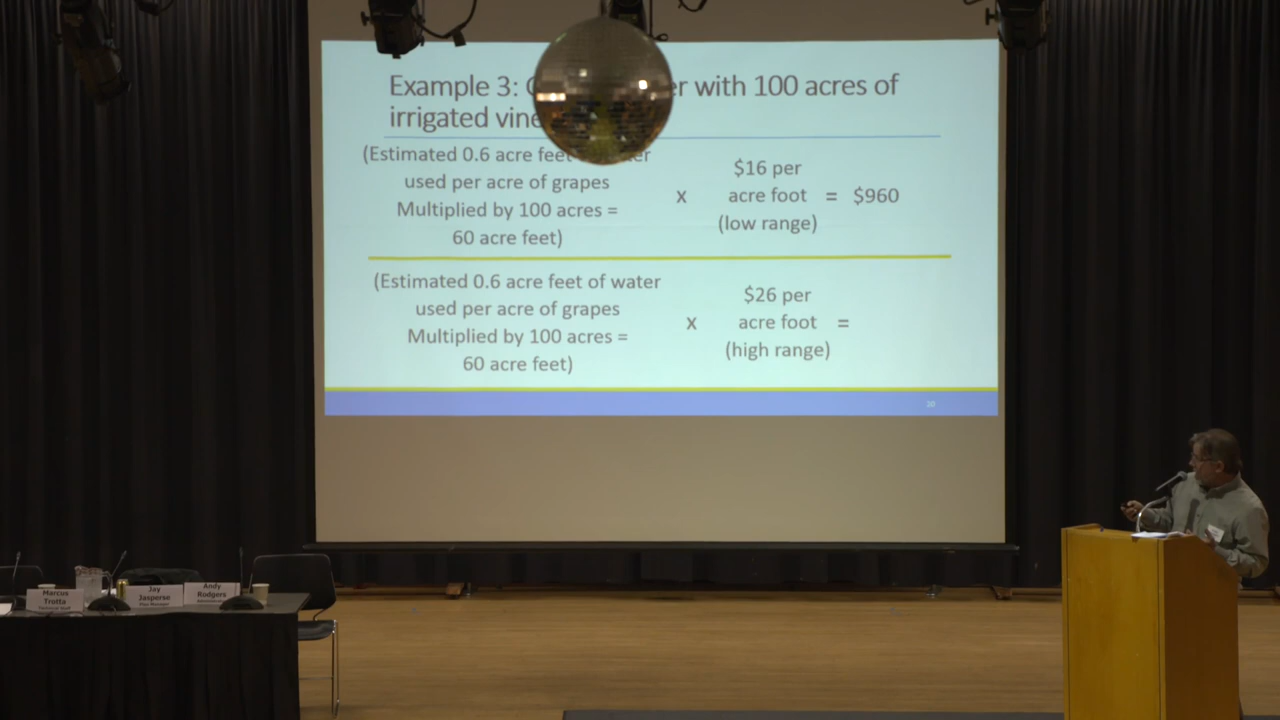 Example 3: er with 100 acres of
irrigated vine
(Estimated 0.6 acre feet er
used per acre of grapes
Multiplied by 100 acres =
60 acre feet)
x
$16 per
acre foot
(low range)
= $960
(Estimated 0.6 acre feet of water
used per acre of grapes
Multiplied by 100 acres =
60 acre feet)
x
$26 per
acre foot
(high range)
=
20
Marcus
Trotta
Jay
Jasperse
Andy
Rodgers